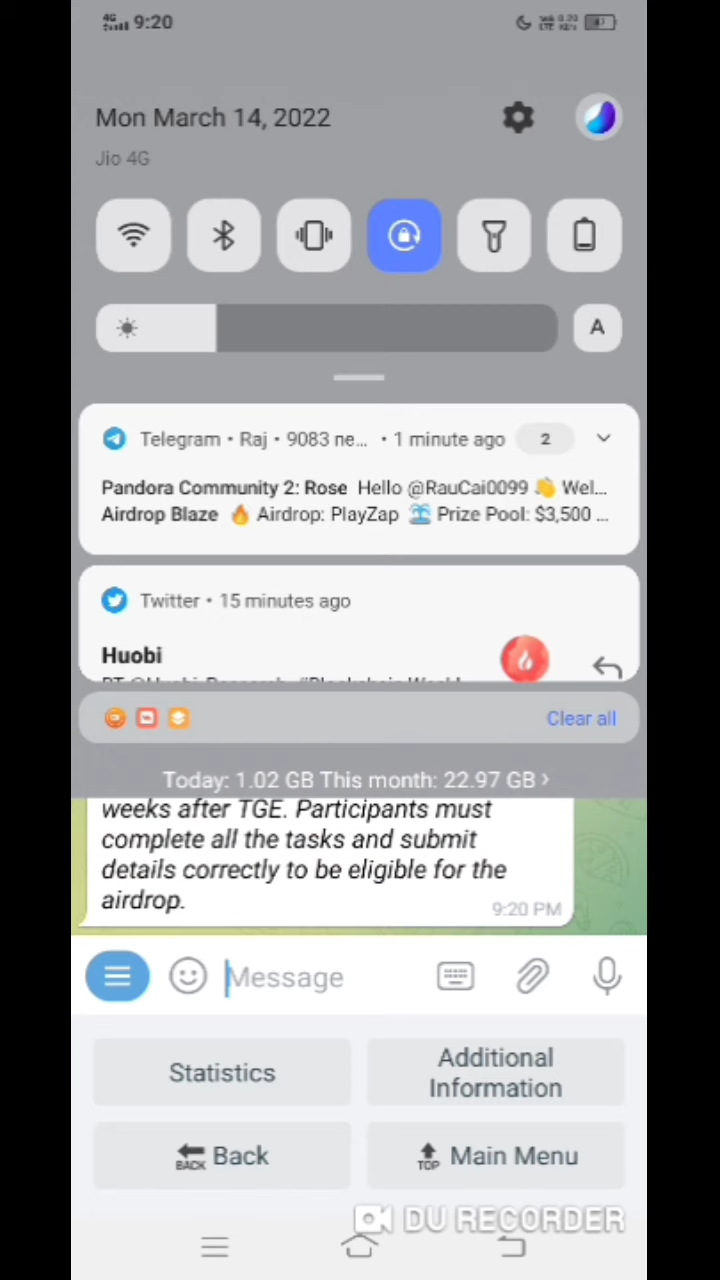 4G 9:20
Mon March 14, 2022
Jio 4G
A
Telegram • Raj • 9083 ne... • 1 minute ago 2
Pandora Community 2: Rose Hello @RauCai0099 👋 Wel...
Airdrop Blaze 🔥 Airdrop: PlayZap 🏝 Prize Pool: $3,500 ...
Twitter • 15 minutes ago
Huobi
Clear all
Today: 1.02 GB This month: 22.97 GB ›
weeks after TGE. Participants must
complete all the tasks and submit
details correctly to be eligible for the
airdrop.
9:20 PM
Message
Statistics
Additional
Information
BACK Back
TOP Main Menu
DU RECORDER